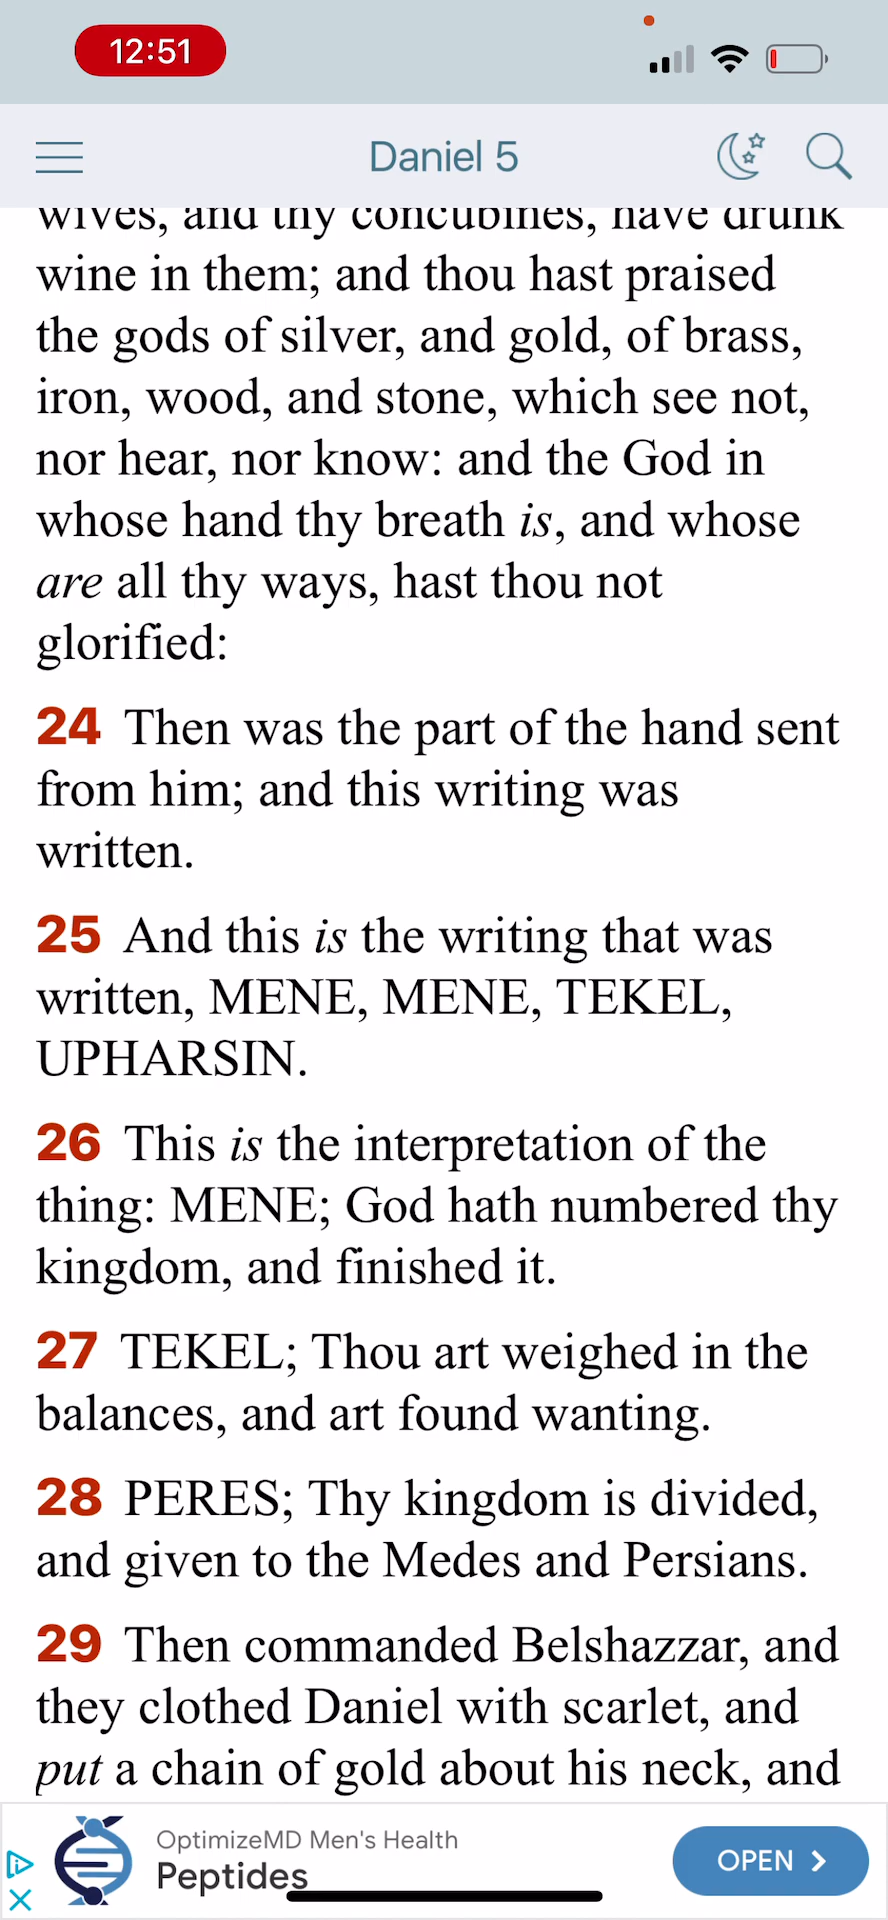 12:51
Daniel 5
wives, and thy concubines, have drunk
wine in them; and thou hast praised
the gods of silver, and gold, of brass,
iron, wood, and stone, which see not,
nor hear, nor know: and the God in
whose hand thy breath is, and whose
are all thy ways, hast thou not
glorified:
24 Then was the part of the hand sent
from him; and this writing was
written.
25 And this is the writing that was
written, MENE, MENE, TEKEL,
UPHARSIN.
26 This is the interpretation of the
thing: MENE; God hath numbered thy
kingdom, and finished it.
27 TEKEL; Thou art weighed in the
balances, and art found wanting.
28 PERES; Thy kingdom is divided,
and given to the Medes and Persians.
29 Then commanded Belshazzar, and
they clothed Daniel with scarlet, and
put a chain of gold about his neck, and
OptimizeMD Men's Health
Peptides
OPEN